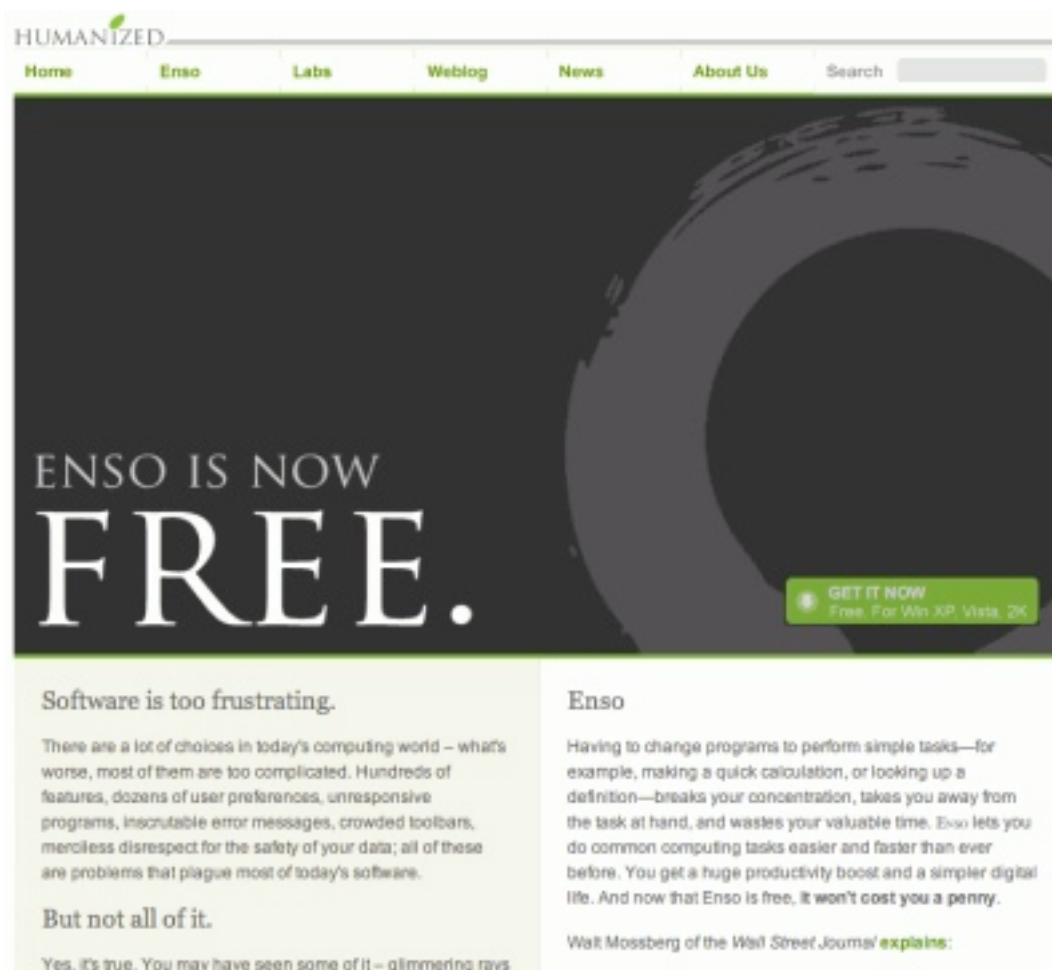 HUMANIZED
Home Enso Labs Weblog News About Us Search
ENSO IS NOW
FREE.
GET IT NOW
Free. For Win XP, Vista, 2K
Software is too frustrating.
There are a lot of choices in today's computing world – what's
worse, most of them are too complicated. Hundreds of
features, dozens of user preferences, unresponsive
programs, inscrutable error messages, crowded toolbars,
merciless disrespect for the safety of your data; all of these
are problems that plague most of today's software.
But not all of it.
Yes, it's true. You may have seen some of it – glimmering rays
Enso
Having to change programs to perform simple tasks—for
example, making a quick calculation, or looking up a
definition—breaks your concentration, takes you away from
the task at hand, and wastes your valuable time. Enso lets you
do common computing tasks easier and faster than ever
before. You get a huge productivity boost and a simpler digital
life. And now that Enso is free, it won't cost you a penny.
Walt Mossberg of the Wall Street Journal explains: